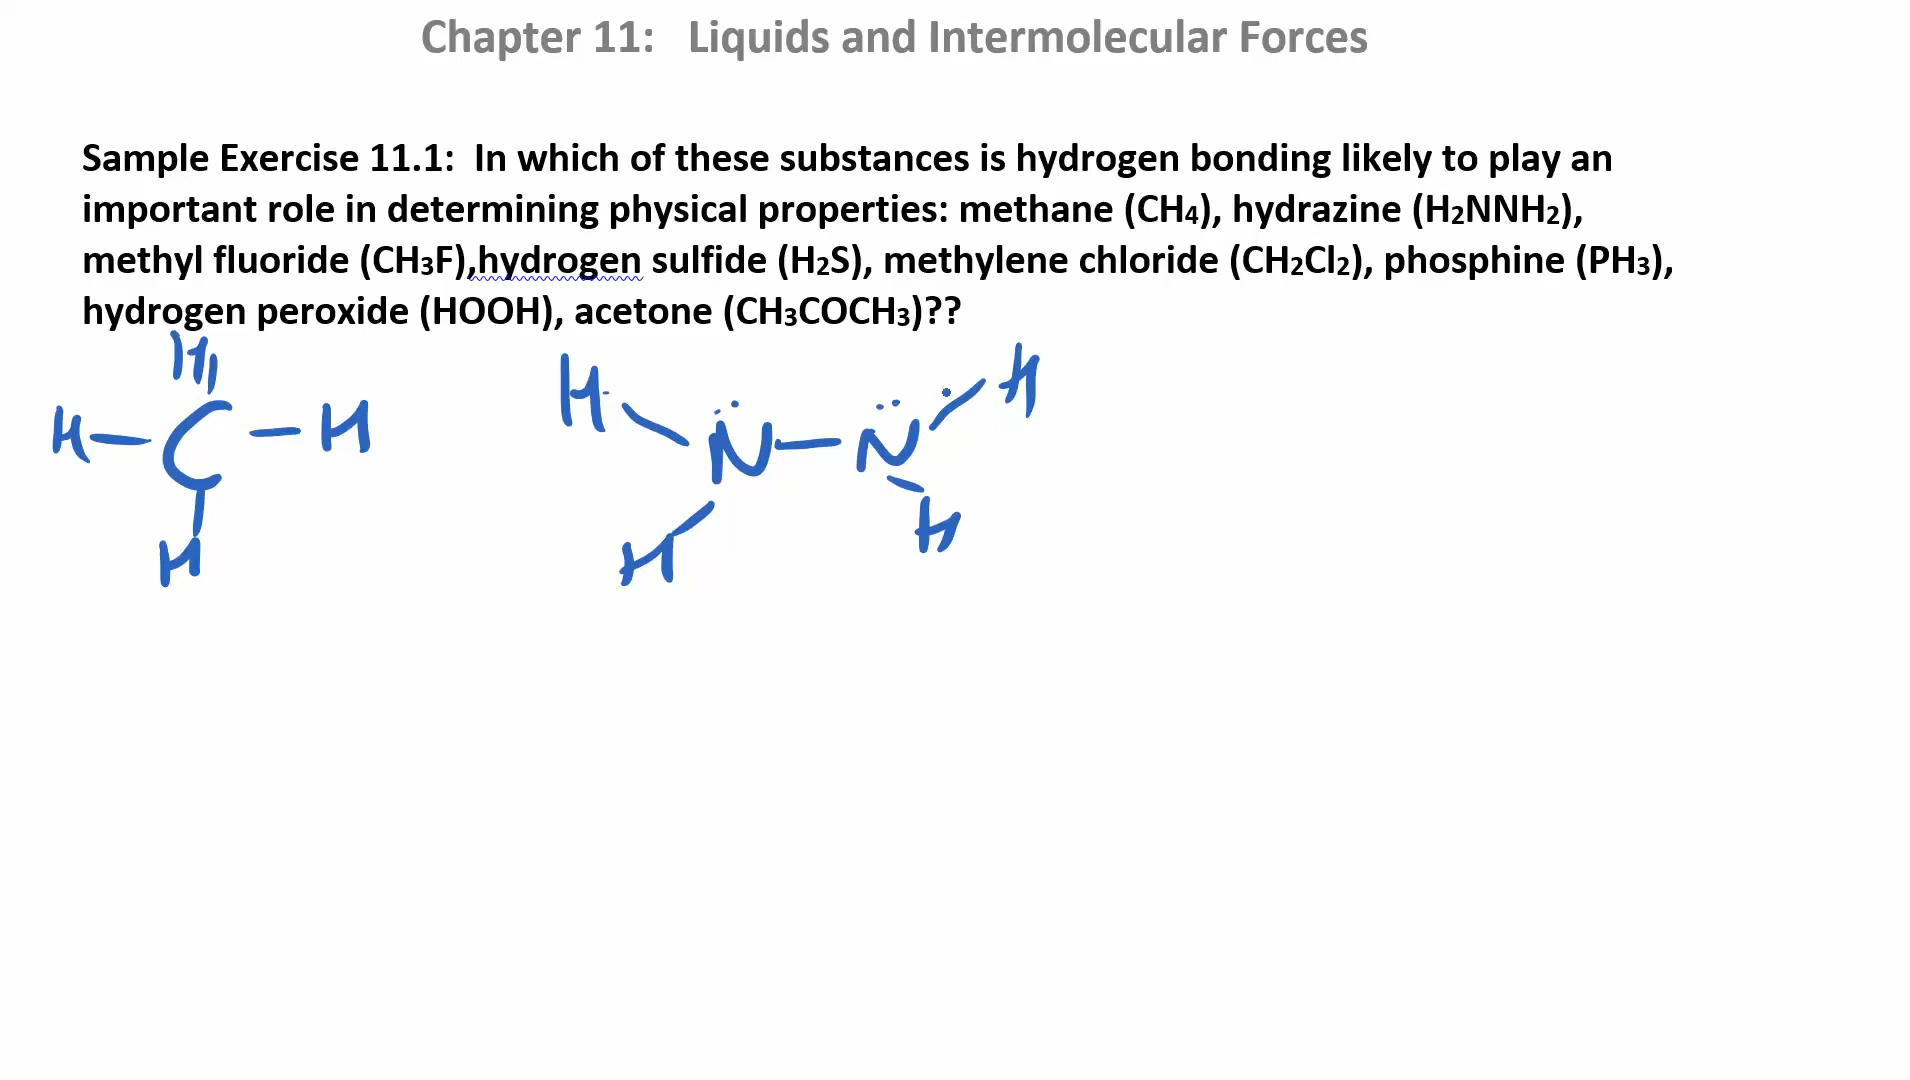 Chapter 11: Liquids and Intermolecular Forces
Sample Exercise 11.1: In which of these substances is hydrogen bonding likely to play an
important role in determining physical properties: methane (CH4), hydrazine (H2NNH2),
methyl fluoride (CH3F),hydrogen sulfide (H2S), methylene chloride (CH2Cl2), phosphine (PH3),
hydrogen peroxide (HOOH), acetone (CH3COCH3)??
H H H
H C H N N
H H H